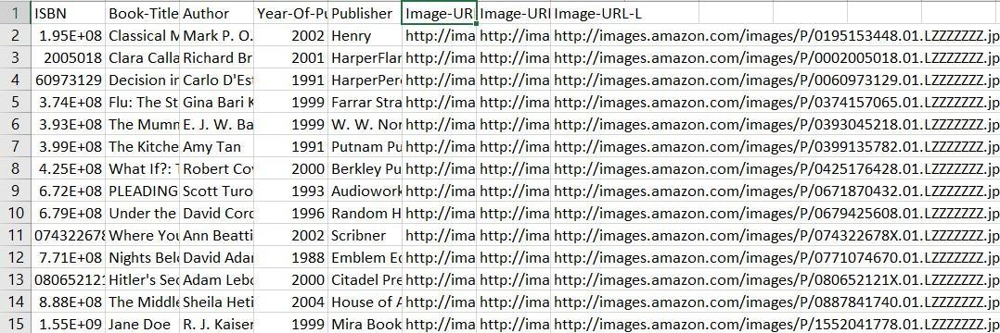 1 ISBN Book-Title Author Year-Of-Pu Publisher Image-URI Image-URI Image-URL-L
2 1.95E+08 Classical M Mark P. O. 2002 Henry http://ima http://ima http://images.amazon.com/images/P/0195153448.01.LZZZZZZZ.jp
3 2005018 Clara Calla Richard Br 2001 HarperFlar http://ima http://ima http://images.amazon.com/images/P/0002005018.01.LZZZZZZZ.jp
4 60973129 Decision in Carlo D'Est 1991 HarperPere http://ima http://ima http://images.amazon.com/images/P/0060973129.01.LZZZZZZZ.jp
5 3.74E+08 Flu: The St Gina Bari K 1999 Farrar Stra http://ima http://ima http://images.amazon.com/images/P/0374157065.01.LZZZZZZZ.jp
6 3.93E+08 The Mumm E. J. W. Ba 1999 W. W. Nor http://ima http://ima http://images.amazon.com/images/P/0393045218.01.LZZZZZZZ.jp
7 3.99E+08 The Kitche Amy Tan 1991 Putnam Pu http://ima http://ima http://images.amazon.com/images/P/0399135782.01.LZZZZZZZ.jp
8 4.25E+08 What If?: T Robert Cov 2000 Berkley Pu http://ima http://ima http://images.amazon.com/images/P/0425176428.01.LZZZZZZZ.jp
9 6.72E+08 PLEADING Scott Turo 1993 Audiowork http://ima http://ima http://images.amazon.com/images/P/0671870432.01.LZZZZZZZ.jp
10 6.79E+08 Under the David Cord 1996 Random H http://ima http://ima http://images.amazon.com/images/P/0679425608.01.LZZZZZZZ.jp
11 074322678 Where You Ann Beatti 2002 Scribner http://ima http://ima http://images.amazon.com/images/P/074322678X.01.LZZZZZZZ.jp
12 7.71E+08 Nights Belo David Adar 1988 Emblem Ed http://ima http://ima http://images.amazon.com/images/P/0771074670.01.LZZZZZZZ.jp
13 080652121 Hitler's Sec Adam Lebo 2000 Citadel Pre http://ima http://ima http://images.amazon.com/images/P/080652121X.01.LZZZZZZZ.jp
14 8.88E+08 The Middle Sheila Heti 2004 House of A http://ima http://ima http://images.amazon.com/images/P/0887841740.01.LZZZZZZZ.jp
15 1.55E+09 Jane Doe R. J. Kaiser 1999 Mira Book http://ima http://ima http://images.amazon.com/images/P/1552041778.01.LZZZZZZZ.jp